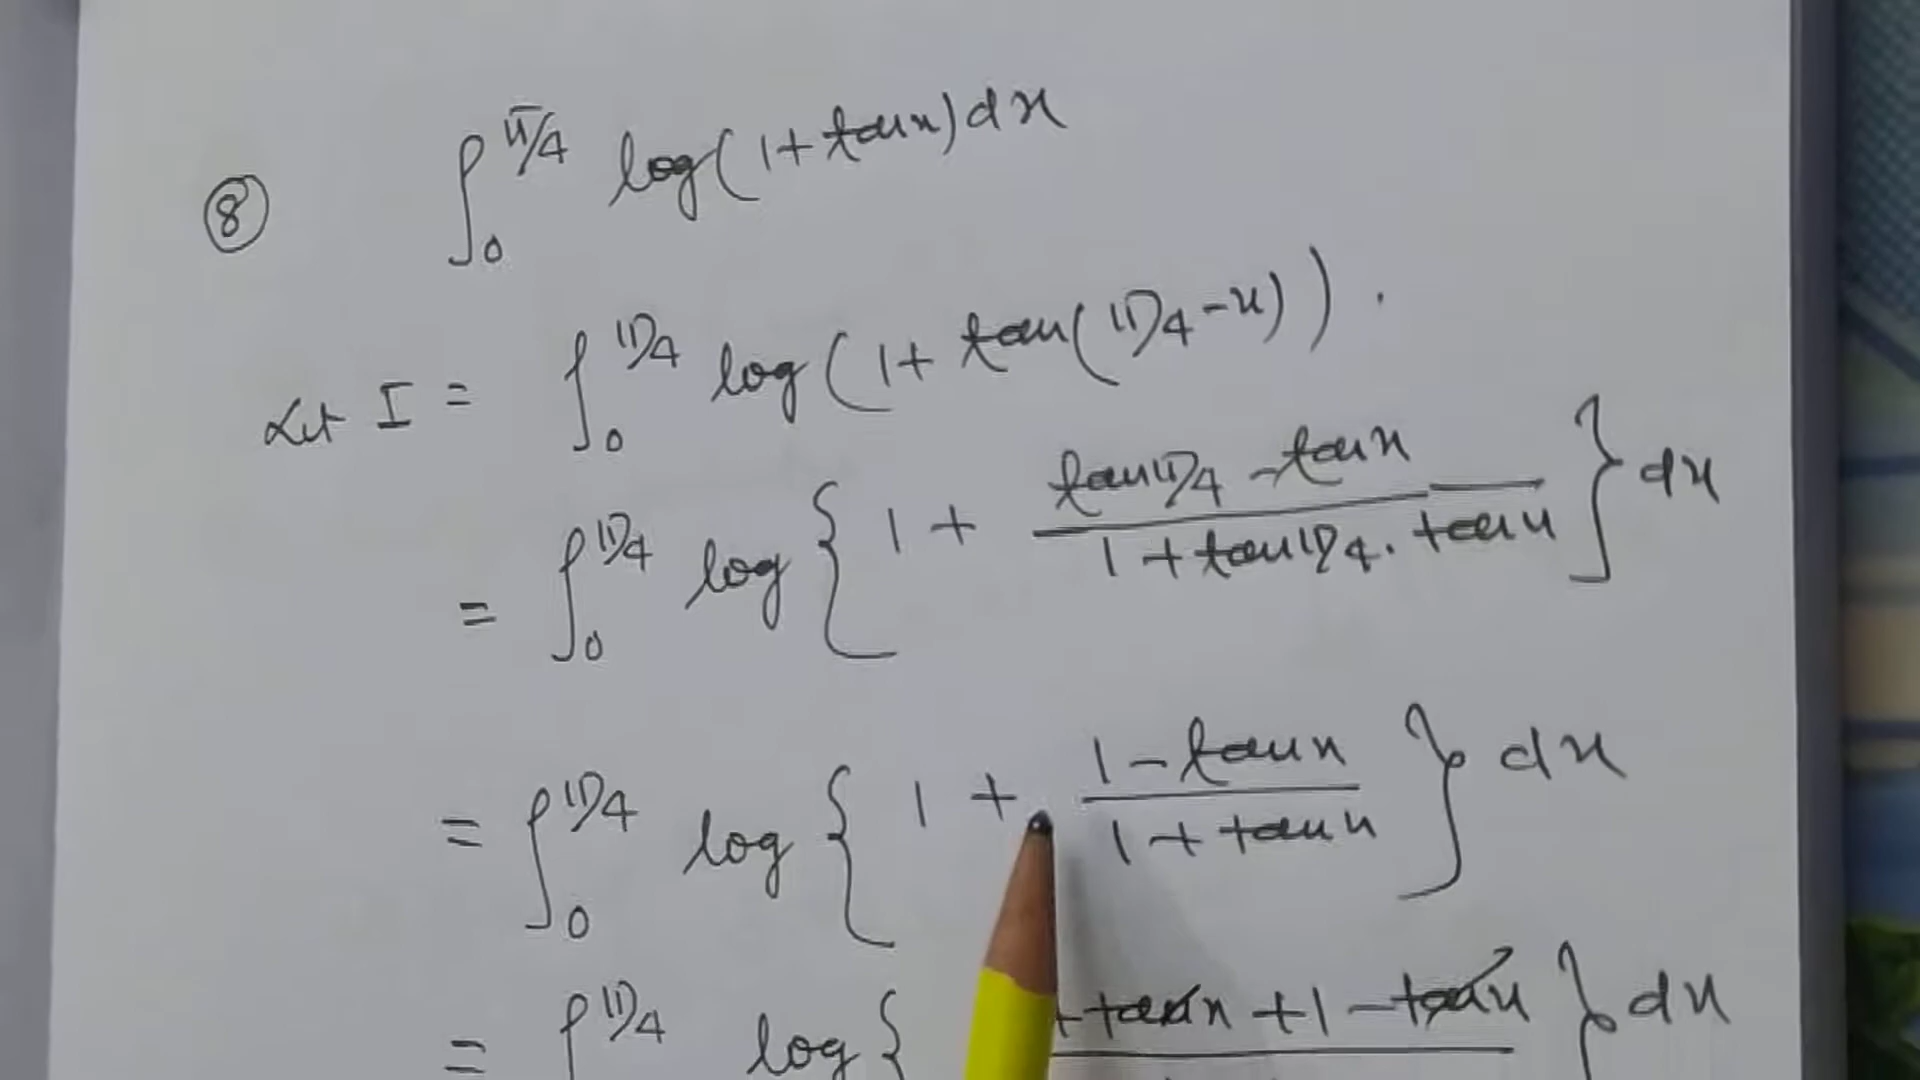 ⑧ ∫₀^{π/4} log(1+tanx)dx
Let I = ∫₀^{π/4} log(1+tan(π/4-x)).
= ∫₀^{π/4} log{1+ (tanπ/4-tanx)/(1+tanπ/4.tanx)}dx
= ∫₀^{π/4} log{1+ (1-tanx)/(1+tanx)}dx
= ∫^{π/4} log{ +tanx+1-tanx }dx